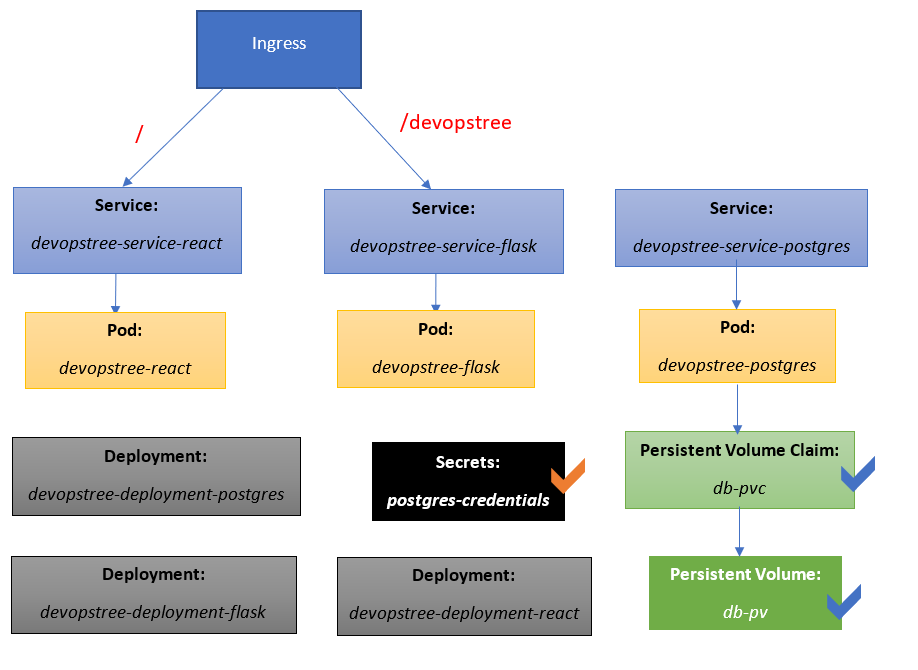 Ingress
/
/devopstree
Service:
devopstree-service-react
Service:
devopstree-service-flask
Service:
devopstree-service-postgres
Pod:
devopstree-react
Pod:
devopstree-flask
Pod:
devopstree-postgres
Deployment:
devopstree-deployment-postgres
Secrets:
postgres-credentials
Persistent Volume Claim:
db-pvc
Deployment:
devopstree-deployment-flask
Deployment:
devopstree-deployment-react
Persistent Volume:
db-pv